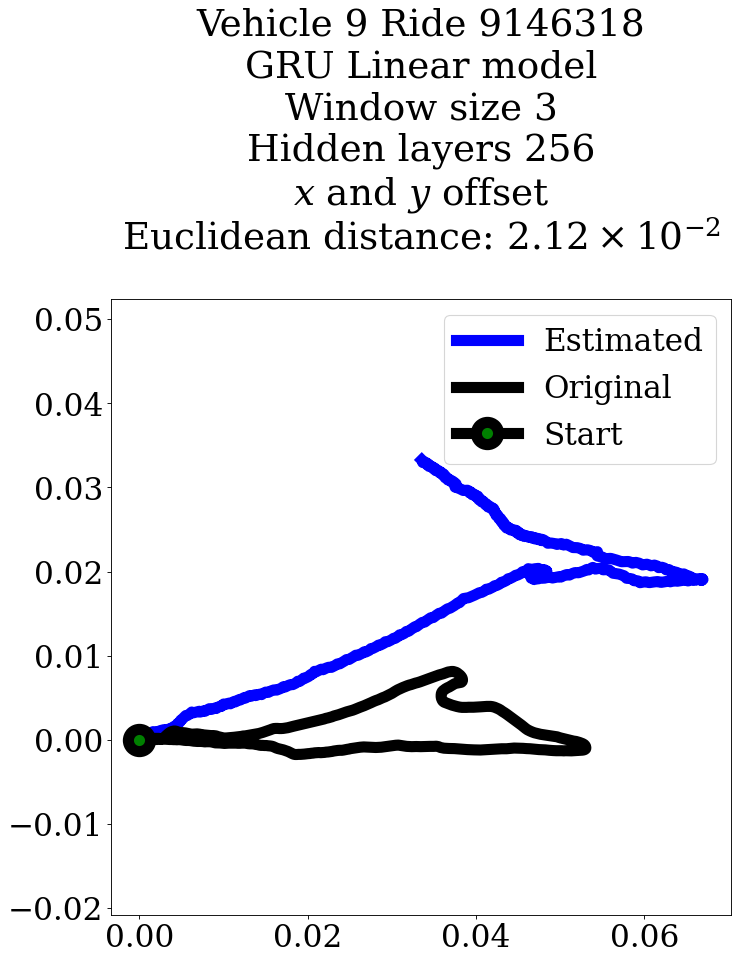 Vehicle 9 Ride 9146318
GRU Linear model
Window size 3
Hidden layers 256
x and y offset
Euclidean distance: 2.12 × 10⁻²
Estimated
Original
Start
0.05
0.04
0.03
0.02
0.01
0.00
−0.01
−0.02
0.00 0.02 0.04 0.06